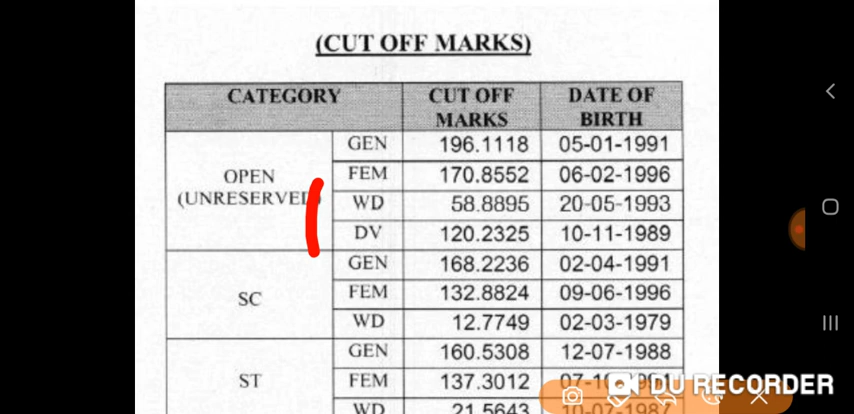 (CUT OFF MARKS)
CATEGORY CUT OFF MARKS DATE OF BIRTH
OPEN (UNRESERVED) GEN 196.1118 05-01-1991
FEM 170.8552 06-02-1996
WD 58.8895 20-05-1993
DV 120.2325 10-11-1989
SC GEN 168.2236 02-04-1991
FEM 132.8824 09-06-1996
WD 12.7749 02-03-1979
ST GEN 160.5308 12-07-1988
FEM 137.3012
WD 21.5643 10-07-1987
DU RECORDER